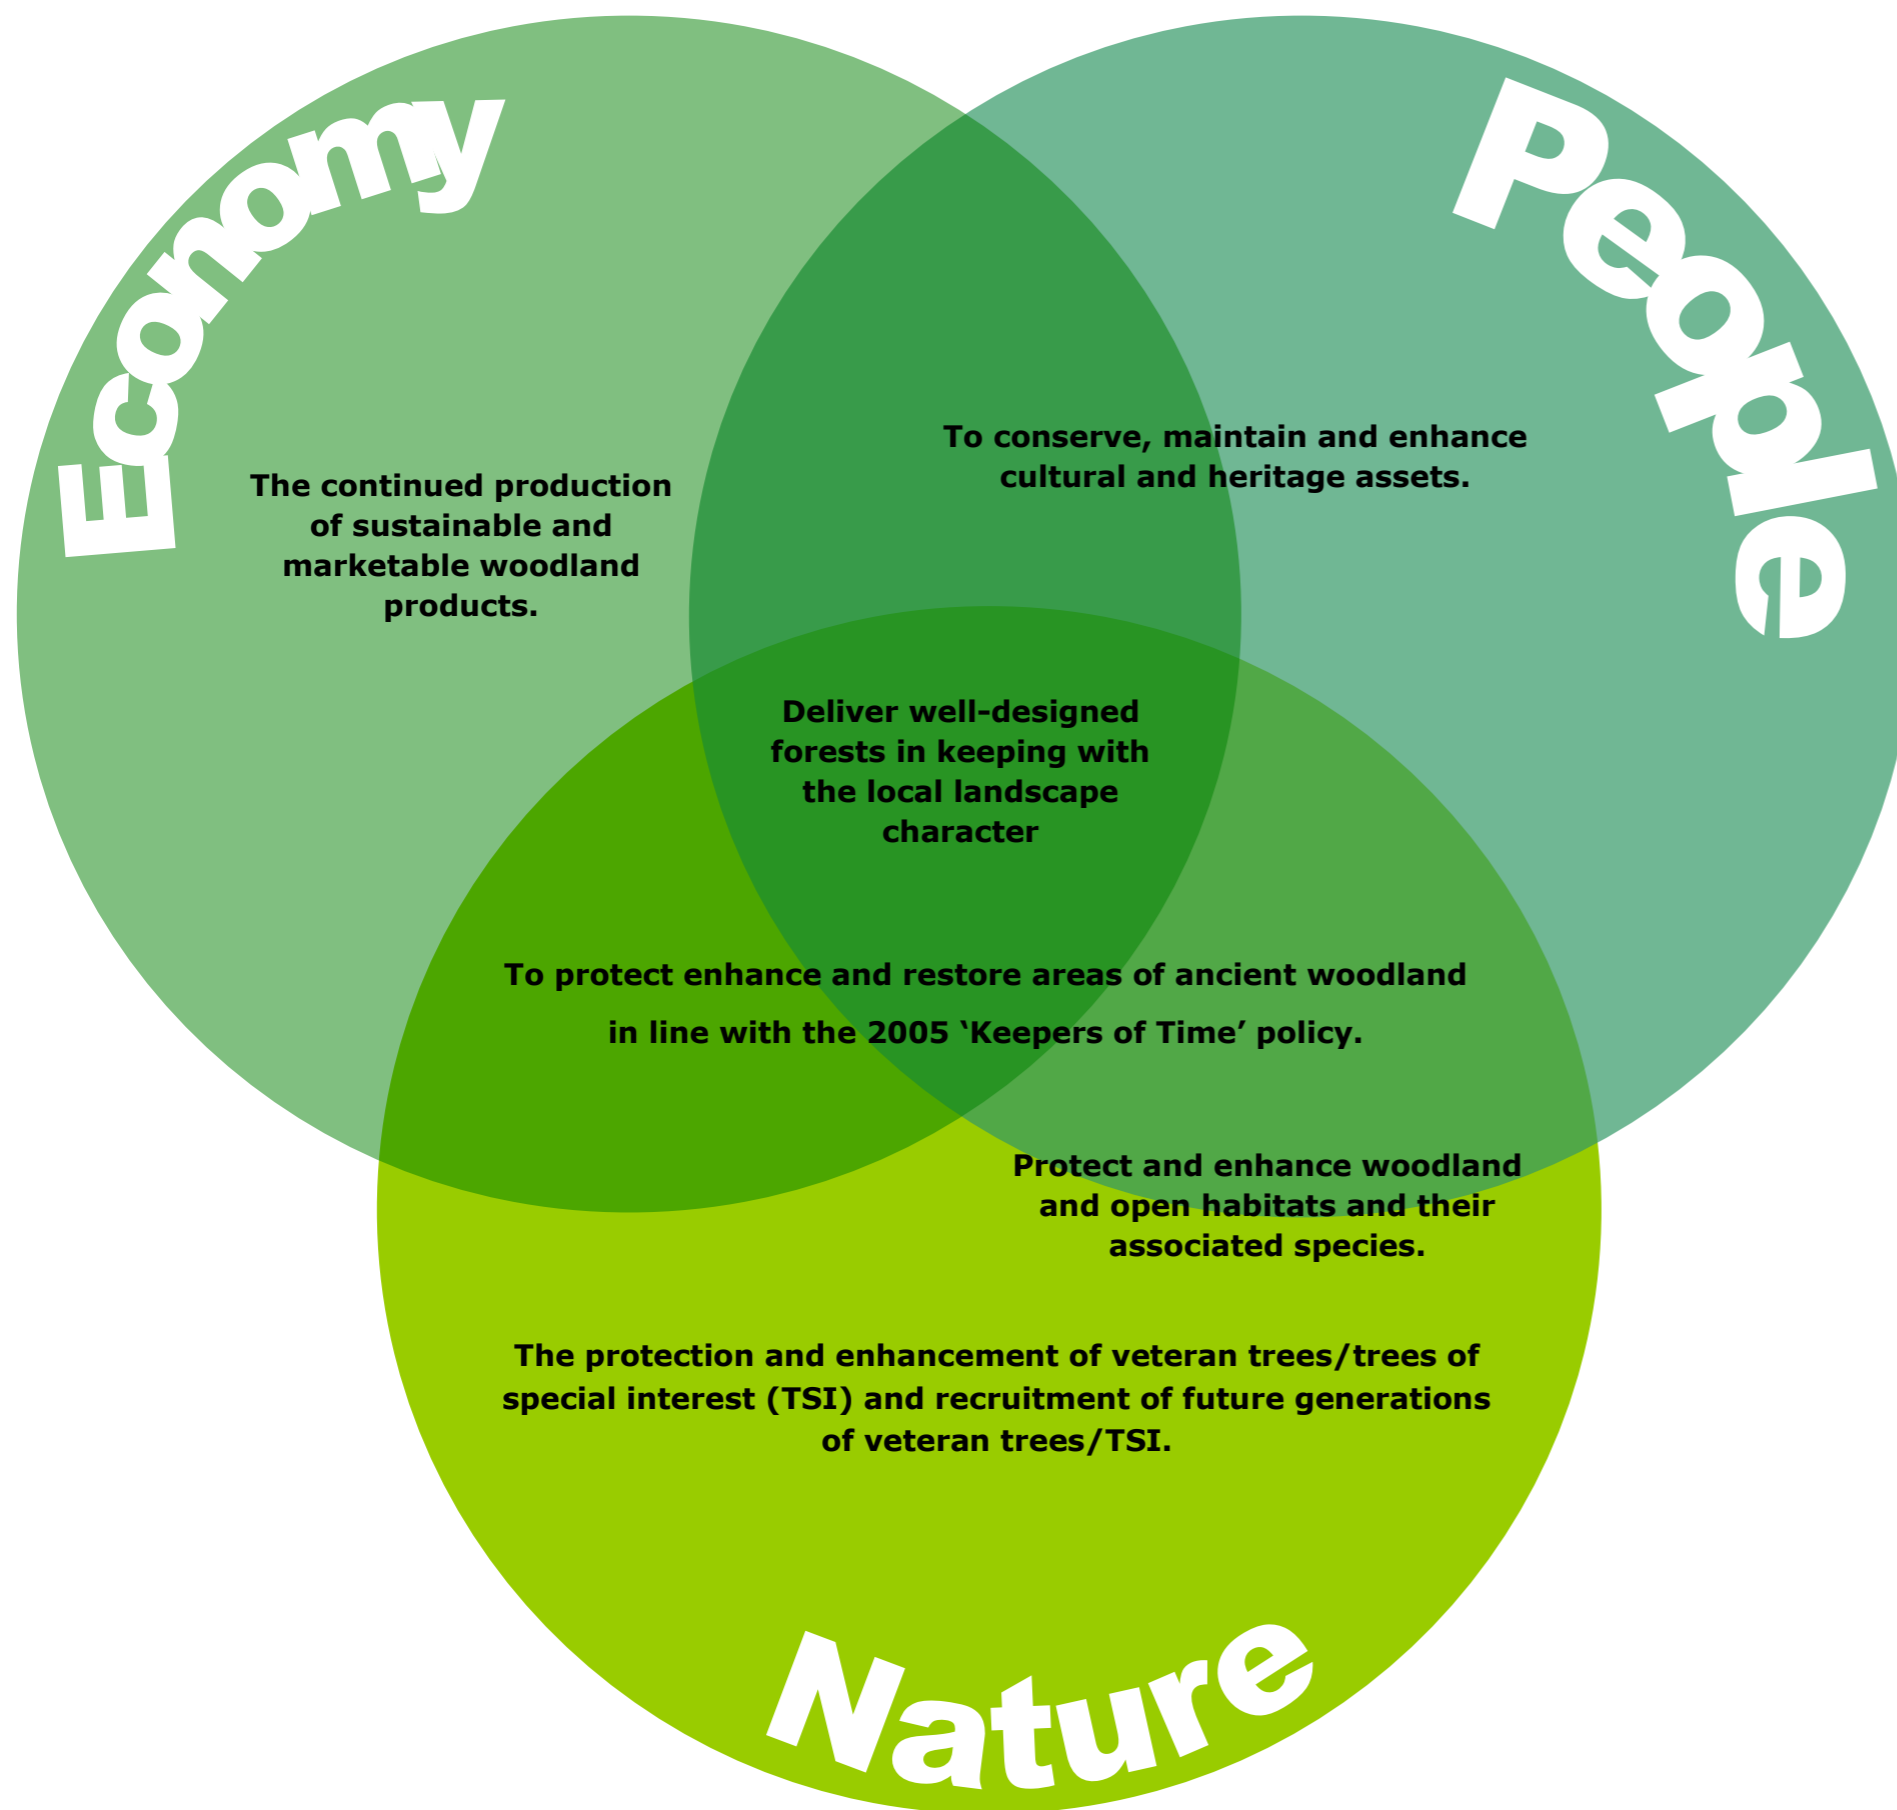 Economy
People
To conserve, maintain and enhance
cultural and heritage assets.
The continued production
of sustainable and
marketable woodland
products.
Deliver well-designed
forests in keeping with
the local landscape
character
To protect enhance and restore areas of ancient woodland
in line with the 2005 ‘Keepers of Time’ policy.
Protect and enhance woodland
and open habitats and their
associated species.
The protection and enhancement of veteran trees/trees of
special interest (TSI) and recruitment of future generations
of veteran trees/TSI.
Nature